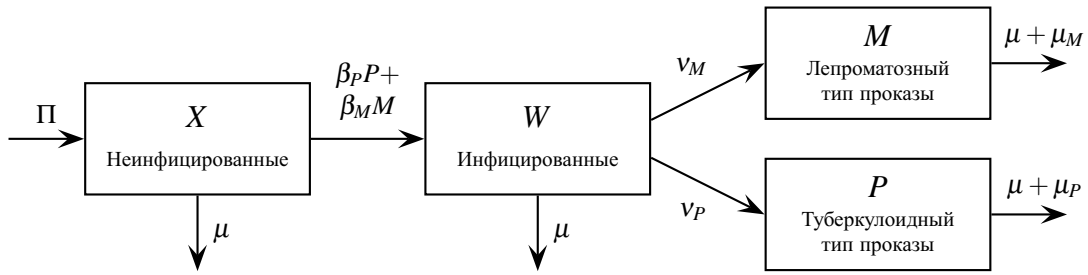 Π
X
Неинфицированные
μ
β_P P+
β_M M
W
Инфицированные
μ
ν_M
ν_P
M
Лепроматозный
тип проказы
μ + μ_M
P
Туберкулоидный
тип проказы
μ + μ_P